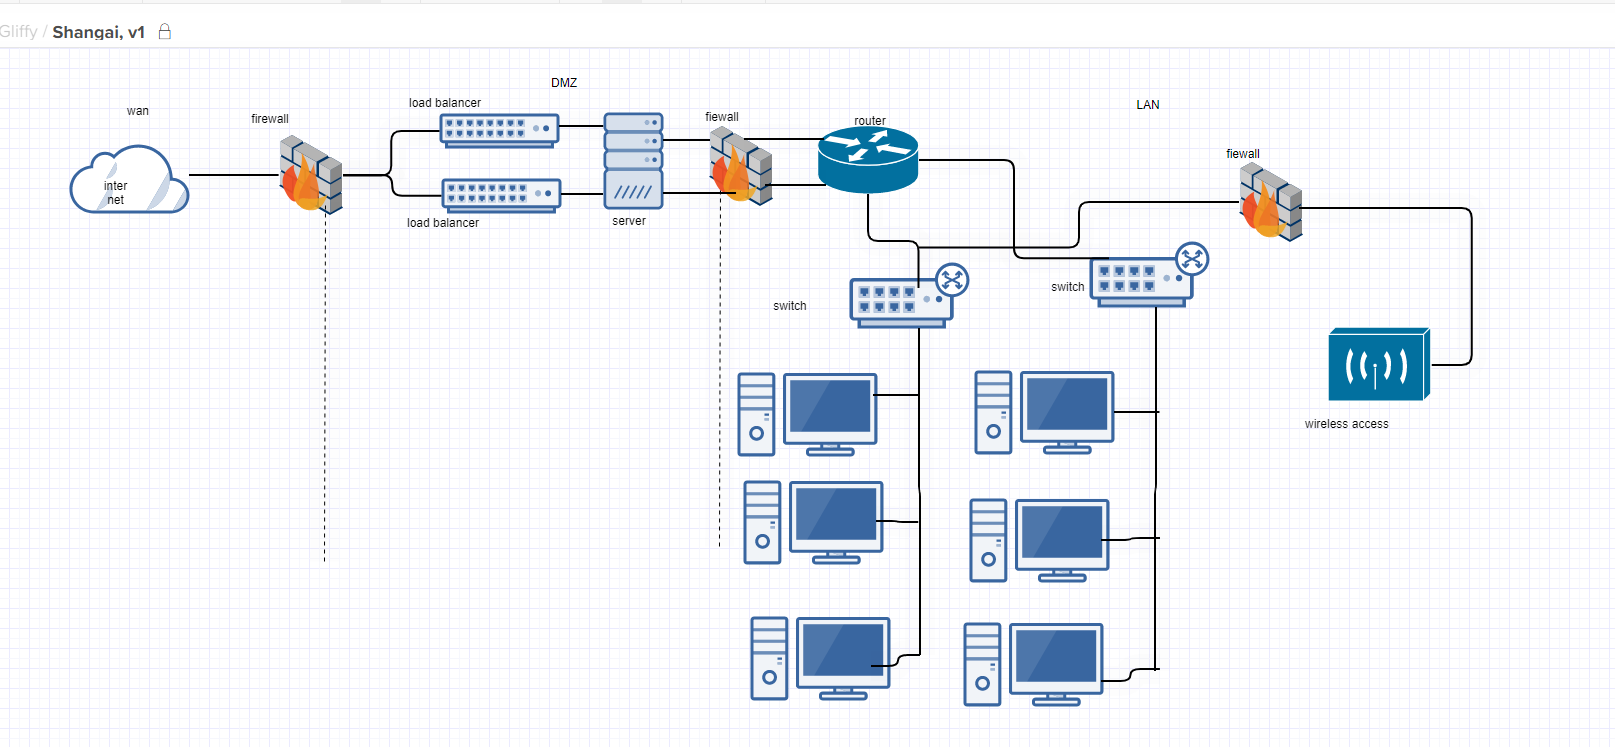 Gliffy / Shangai, v1
DMZ
wan
firewall
load balancer
fiewall
router
LAN
fiewall
inter
net
load balancer
server
switch
switch
wireless access